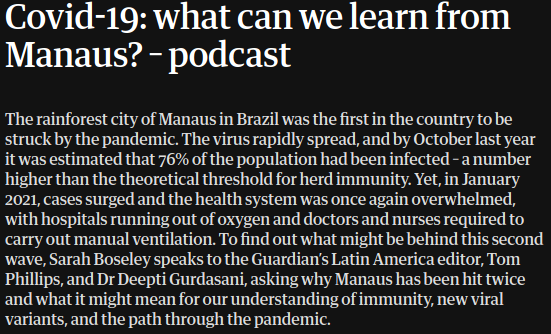 Covid-19: what can we learn from
Manaus? – podcast
The rainforest city of Manaus in Brazil was the first in the country to be
struck by the pandemic. The virus rapidly spread, and by October last year
it was estimated that 76% of the population had been infected – a number
higher than the theoretical threshold for herd immunity. Yet, in January
2021, cases surged and the health system was once again overwhelmed,
with hospitals running out of oxygen and doctors and nurses required to
carry out manual ventilation. To find out what might be behind this second
wave, Sarah Boseley speaks to the Guardian’s Latin America editor, Tom
Phillips, and Dr Deepti Gurdasani, asking why Manaus has been hit twice
and what it might mean for our understanding of immunity, new viral
variants, and the path through the pandemic.